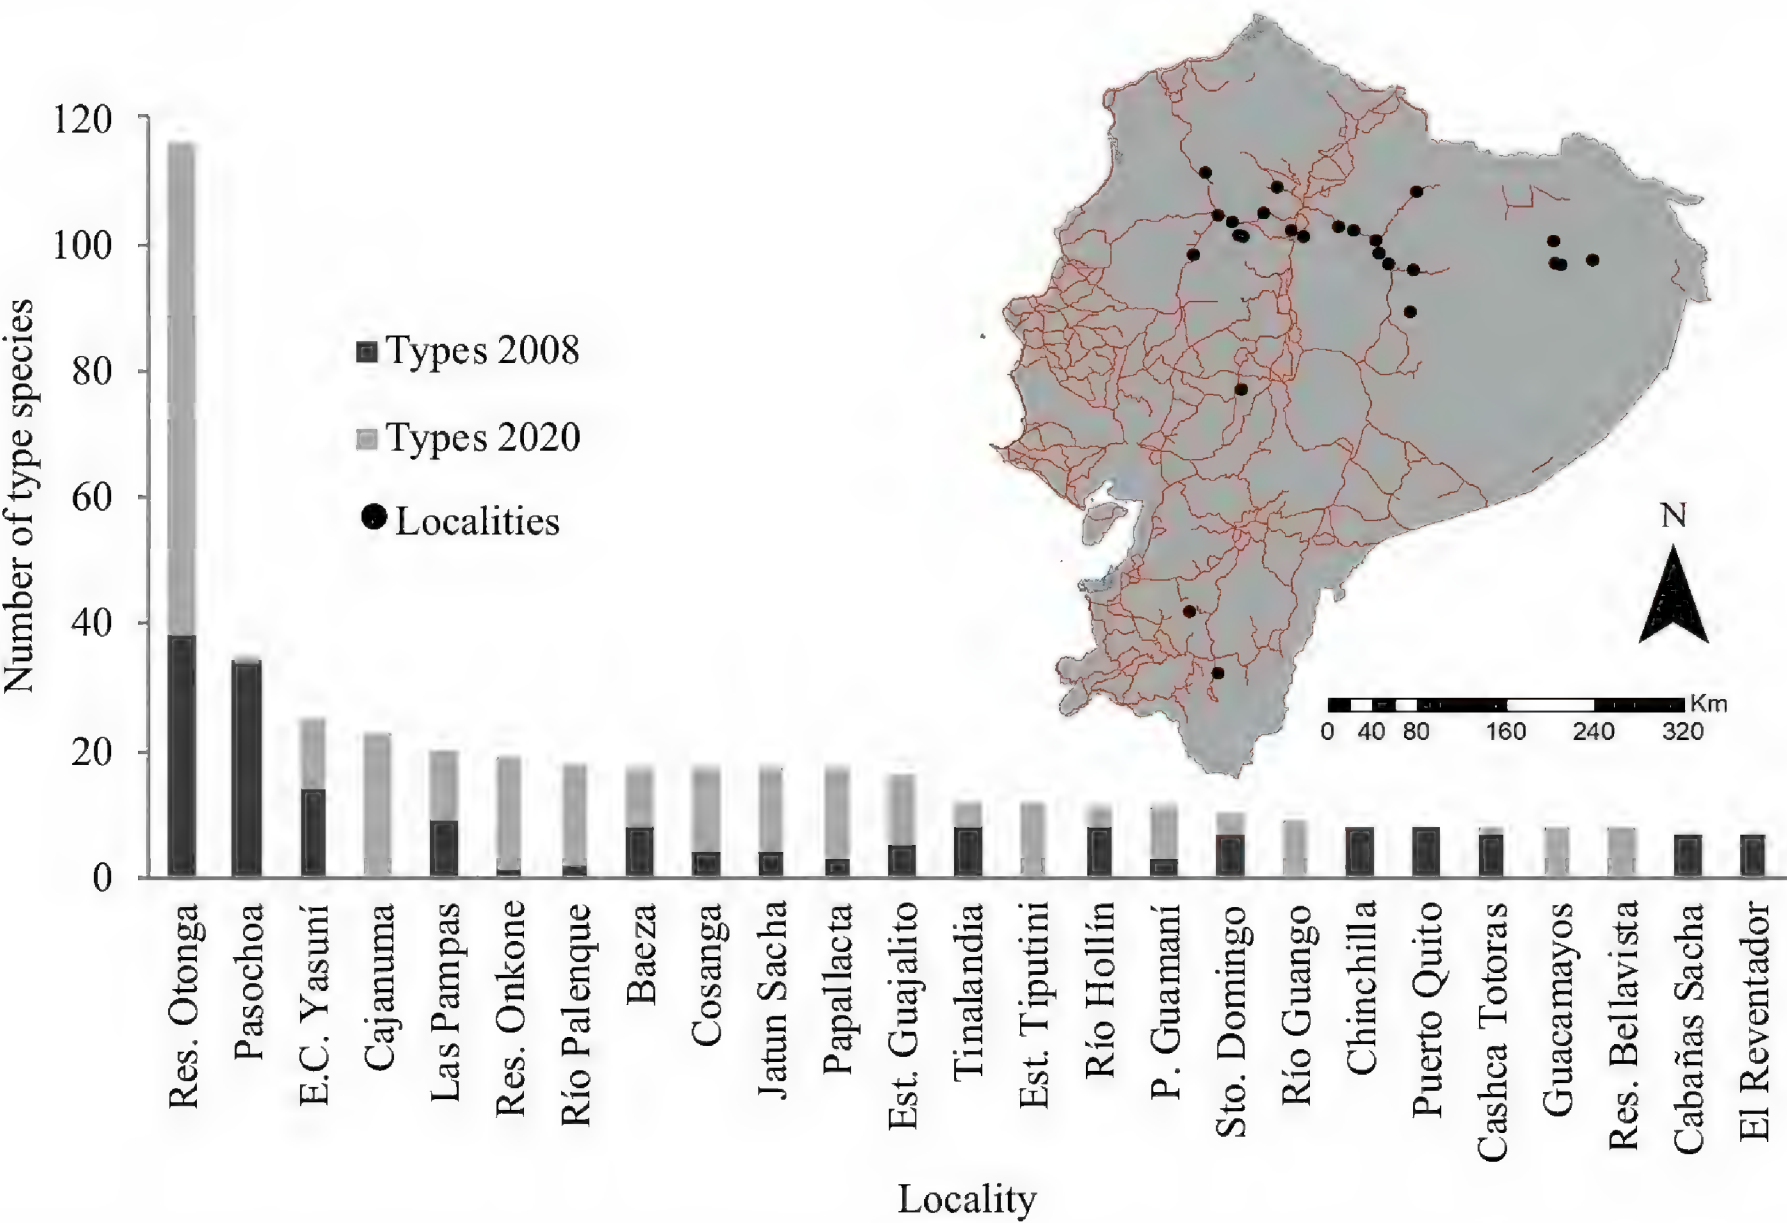 120
100
80
60
40
20
0
Number of type species
Types 2008
Types 2020
Localities
N
Km
0 40 80 160 240 320
Res. Otonga
Pasochoa
E.C. Yasuní
Cajanuma
Las Pampas
Res. Onkone
Río Palenque
Baeza
Cosanga
Jatun Sacha
Papallacta
Est. Guajalito
Tinalandia
Est. Tiputini
Río Hollín
P. Guamaní
Sto. Domingo
Río Guango
Chinchilla
Puerto Quito
Cashca Totoras
Guacamayos
Res. Bellavista
Cabañas Sacha
El Reventador
Locality